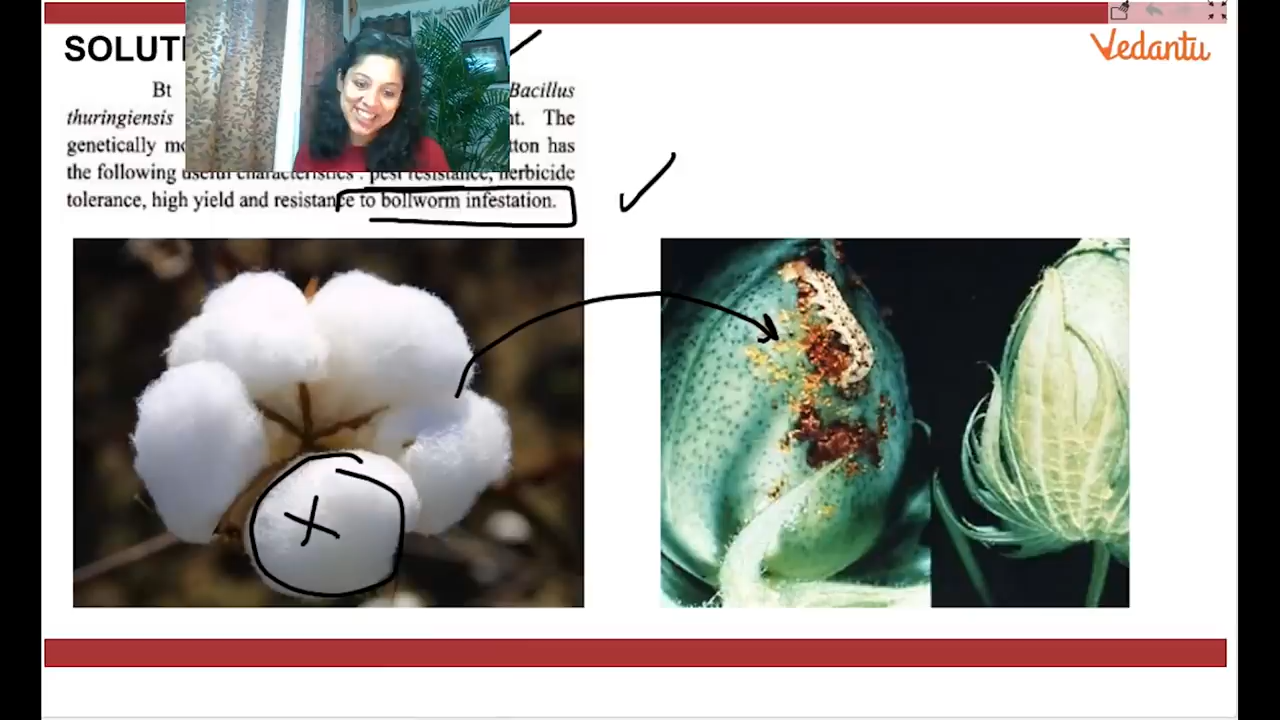 SOLUTI
Vedantu
Bt Bacillus
thuringiensis nt. The
genetically mo tton has
the following useful characteristics : pest resistance, herbicide
tolerance, high yield and resistance to bollworm infestation.
X